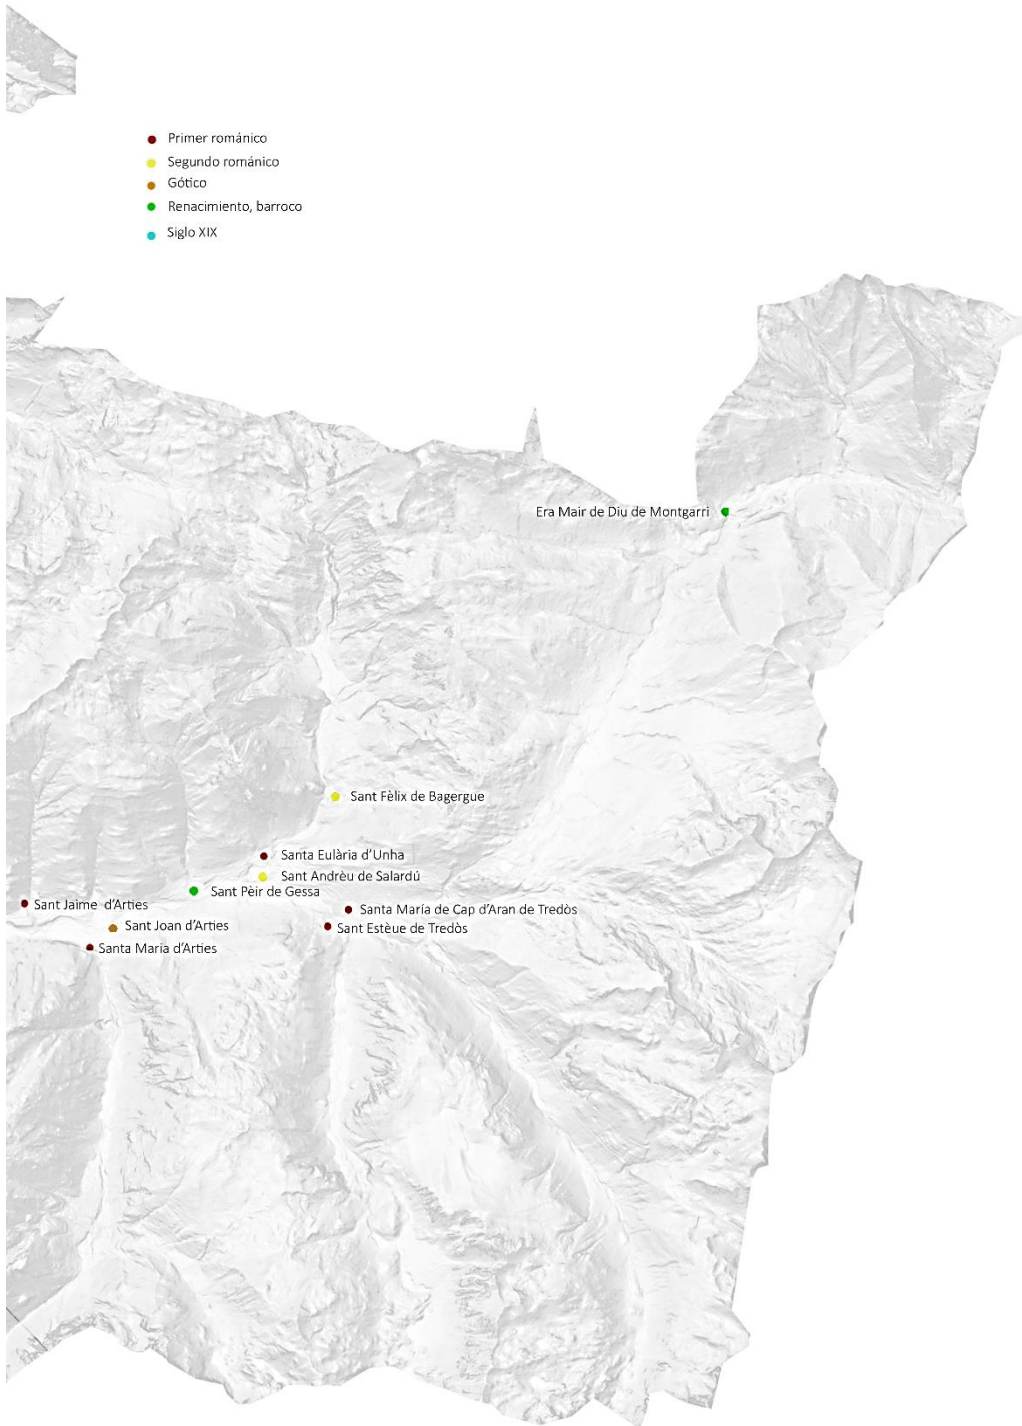 Primer románico
Segundo románico
Gótico
Renacimiento, barroco
Siglo XIX
Era Mair de Diu de Montgarri
Sant Fèlix de Bagergue
Santa Eulària d'Unha
Sant Andrèu de Salardú
Sant Pèir de Gessa
Sant Jaime d'Arties
Santa María de Cap d'Aran de Tredòs
Sant Joan d'Arties
Sant Estèue de Tredòs
Santa Maria d'Arties